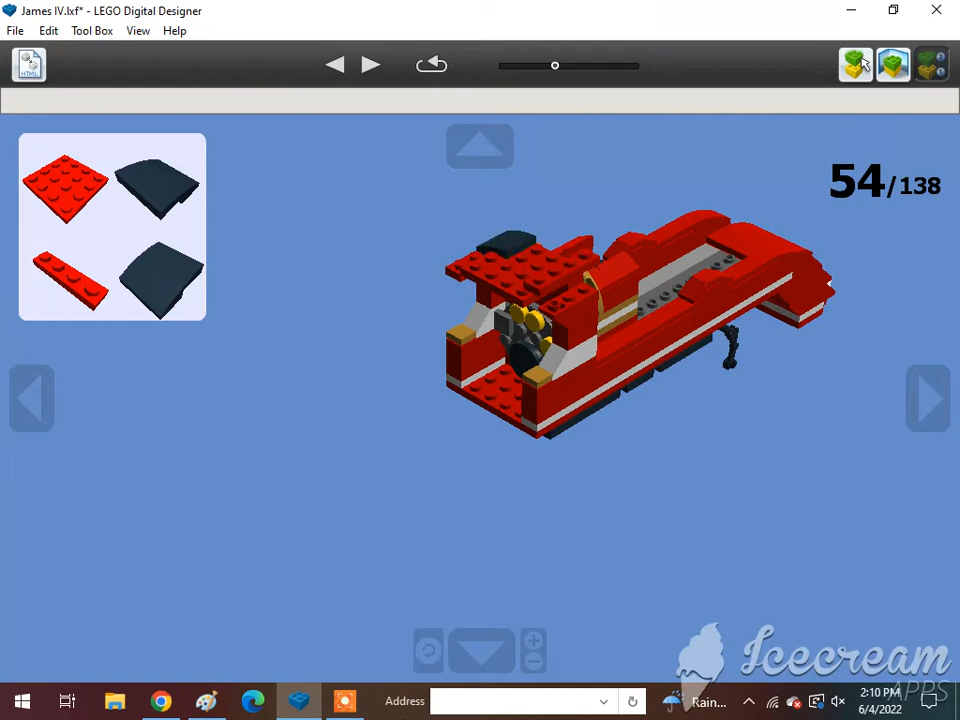 James IV.lxf* - LEGO Digital Designer
File Edit Tool Box View Help
HTML
54/138
Icecream
APPS
Address
Rain...
2:10 PM
6/4/2022